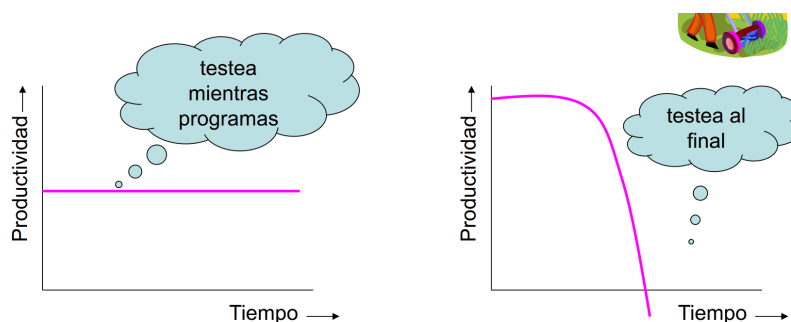 testea
mientras
programas
Productividad
Tiempo
testea al
final
Productividad
Tiempo